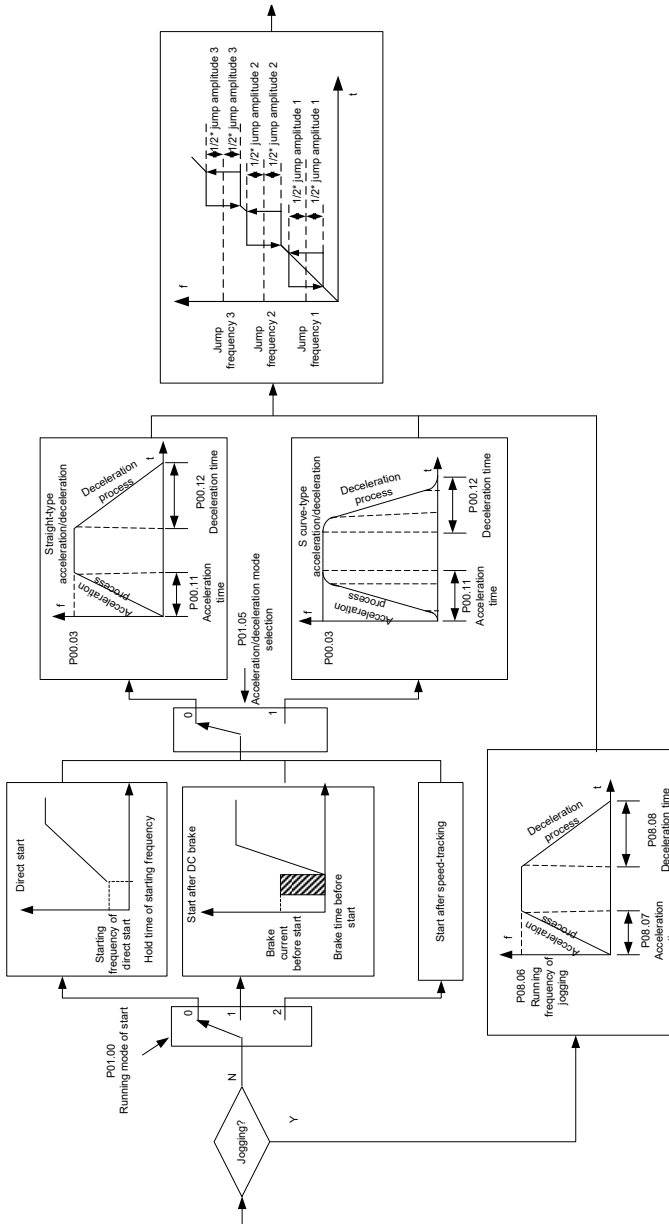 Jogging?
N
Y
P01.00
Running mode of start
0
1
2
Direct start
Starting
frequency of
direct start
Hold time of starting frequency
Start after DC brake
Brake
current
before start
Brake time before
start
Start after speed-tracking
P01.05
Acceleration/deceleration mode
selection
0
1
Straight-type
acceleration/deceleration
f
P00.03
Acceleration
process
Deceleration
process
t
P00.11
Acceleration
time
P00.12
Deceleration time
S curve-type
acceleration/deceleration
f
P00.03
Acceleration
process
Deceleration
process
t
P00.11
Acceleration
time
P00.12
Deceleration time
f
P08.06
Running
frequency of
jogging
Acceleration
process
Deceleration
process
t
P08.07
Acceleration
P08.08
Deceleration time
f
Jump
frequency 3
Jump
frequency 2
Jump
frequency 1
1/2* jump amplitude 3
1/2* jump amplitude 3
1/2* jump amplitude 2
1/2* jump amplitude 2
1/2* jump amplitude 1
1/2* jump amplitude 1
t